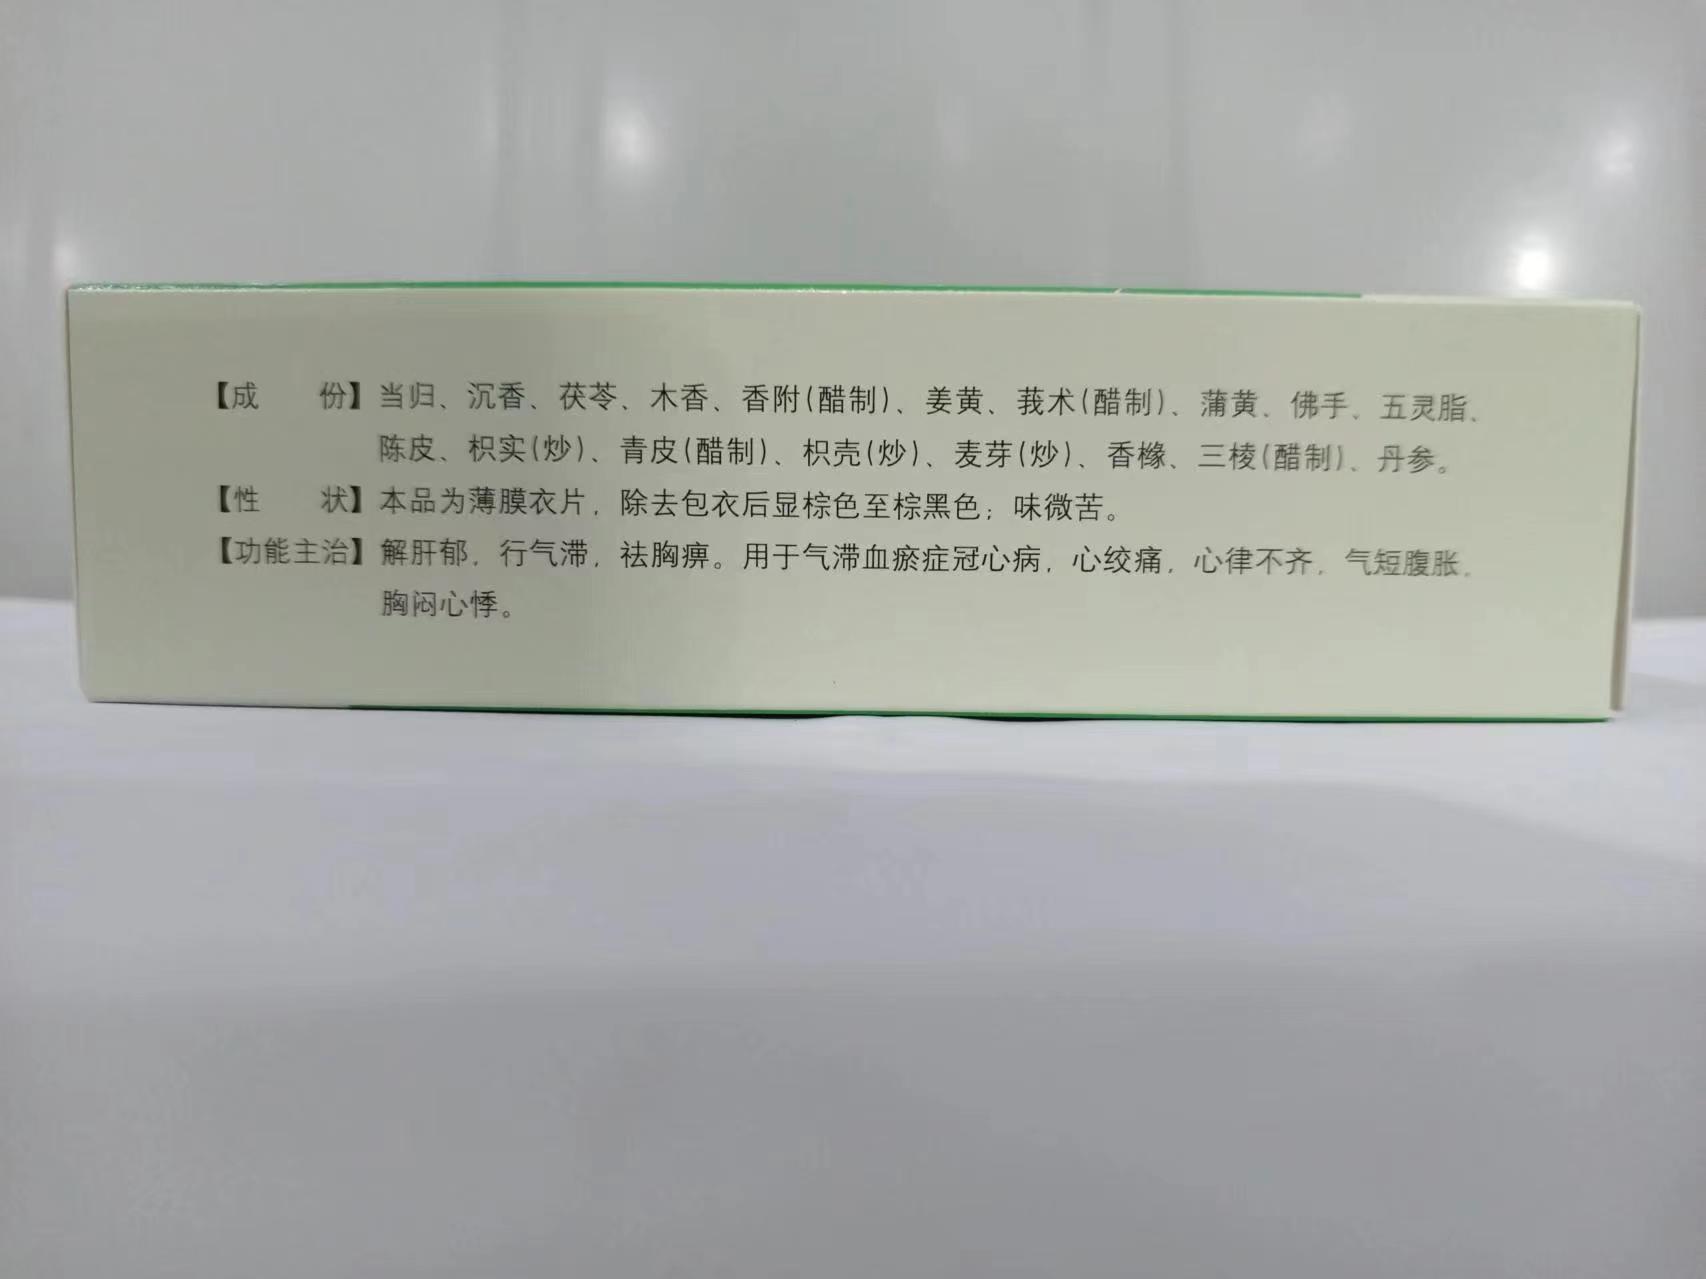 【成　份】当归、沉香、茯苓、木香、香附(醋制)、姜黄、莪术(醋制)、蒲黄、佛手、五灵脂、
陈皮、枳实(炒)、青皮(醋制)、枳壳(炒)、麦芽(炒)、香橼、三棱(醋制)、丹参。
【性　状】本品为薄膜衣片，除去包衣后显棕色至棕黑色；味微苦。
【功能主治】解肝郁，行气滞，祛胸痹。用于气滞血瘀症冠心病，心绞痛，心律不齐，气短腹胀，
胸闷心悸。